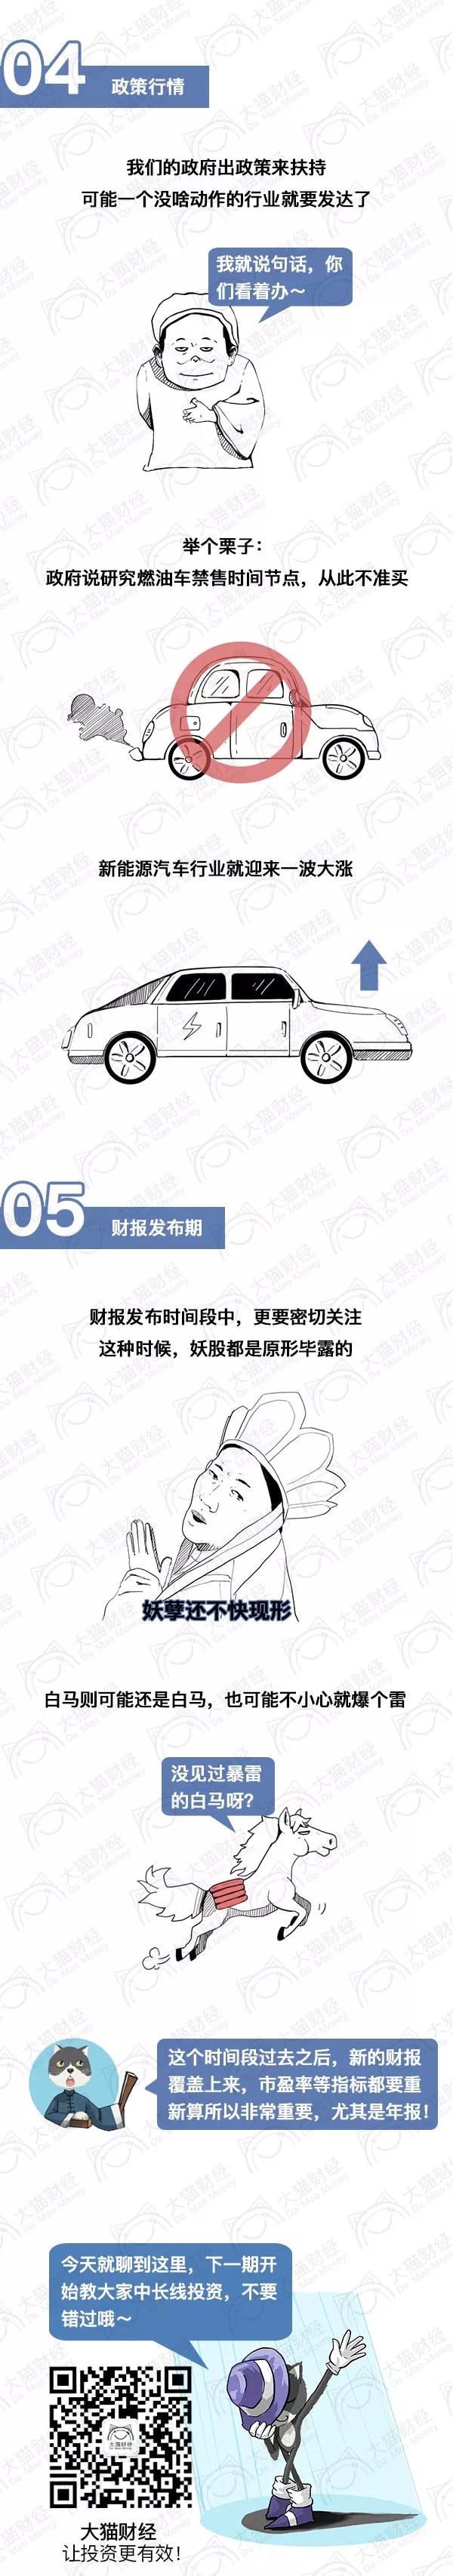 04
政策行情
我们的政府出政策来扶持
可能一个没啥动作的行业就要发达了
我就说句话，你
们看着办～
举个栗子：
政府说研究燃油车禁售时间节点，从此不准买
新能源汽车行业就迎来一波大涨
05
财报发布期
财报发布时间段中，更要密切关注
这种时候，妖股都是原形毕露的
妖孽还不快现形
白马则可能还是白马，也可能不小心就爆个雷
没见过暴雷
的白马呀？
这个时间段过去之后，新的财报
覆盖上来，市盈率等指标都要重
新算所以非常重要，尤其是年报！
今天就聊到这里，下一期开
始教大家中长线投资，不要
错过哦～
大猫财经
大猫财经
让投资更有效！
大猫财经
Da Mao Money